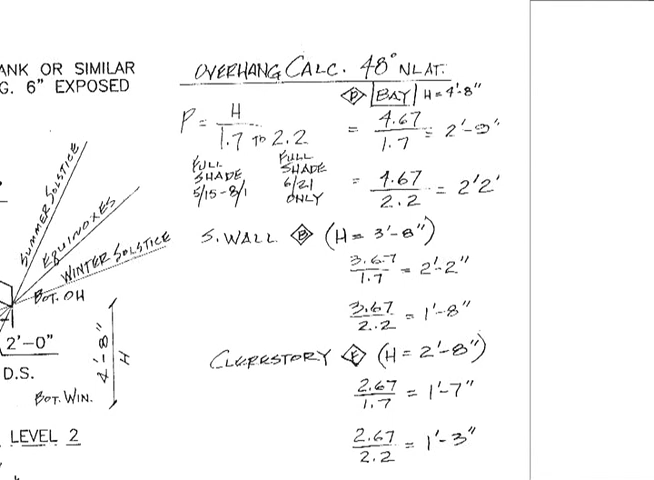 ANK OR SIMILAR
G. 6" EXPOSED
OVERHANG CALC. 48° N LAT.
BAY H = 4'-8"
P = H / 1.7 TO 2.2
= 4.67 / 1.7 = 2'-9"
FULL SHADE 5/15-8/1
FULL SHADE 6/21 ONLY
= 4.67 / 2.2 = 2'2'
S. WALL B (H = 3'-8")
3.67 / 1.7 = 2'-2"
3.67 / 2.2 = 1'-8"
CLERESTORY E (H = 2'-8")
2.67 / 1.7 = 1'-7"
2.67 / 2.2 = 1'-3"
SUMMER SOLSTICE
EQUINOXES
WINTER SOLSTICE
BOT. OH
2'-0"
4'-8"
H
D.S.
BOT. WIN.
LEVEL 2